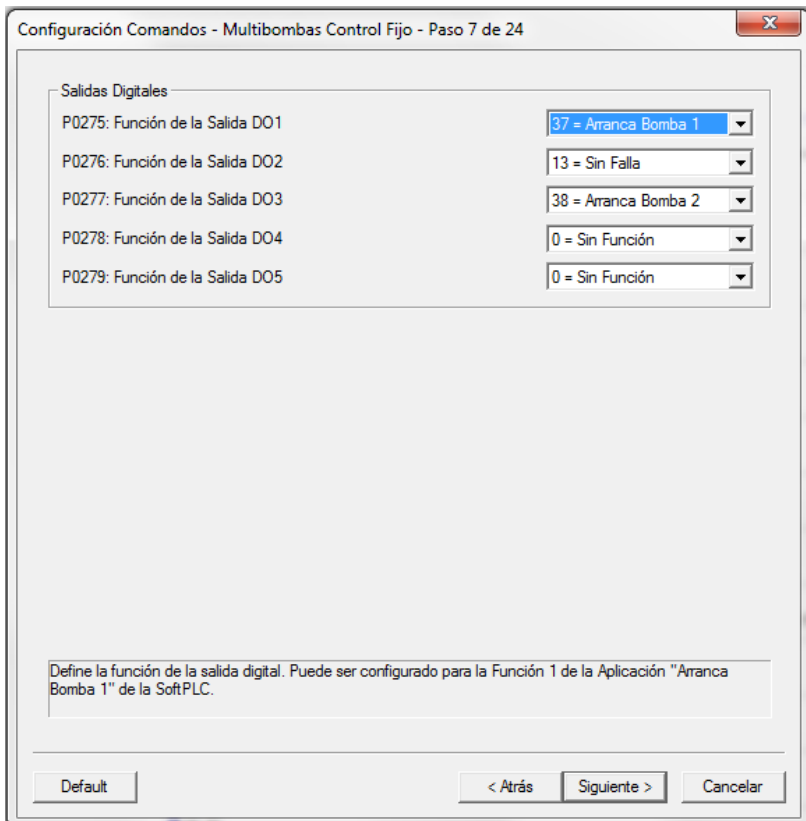 Configuración Comandos - Multibombas Control Fijo - Paso 7 de 24
Salidas Digitales
P0275: Función de la Salida DO1 37 = Arranca Bomba 1
P0276: Función de la Salida DO2 13 = Sin Falla
P0277: Función de la Salida DO3 38 = Arranca Bomba 2
P0278: Función de la Salida DO4 0 = Sin Función
P0279: Función de la Salida DO5 0 = Sin Función
Define la función de la salida digital. Puede ser configurado para la Función 1 de la Aplicación "Arranca
Bomba 1" de la SoftPLC.
Default < Atrás Siguiente > Cancelar